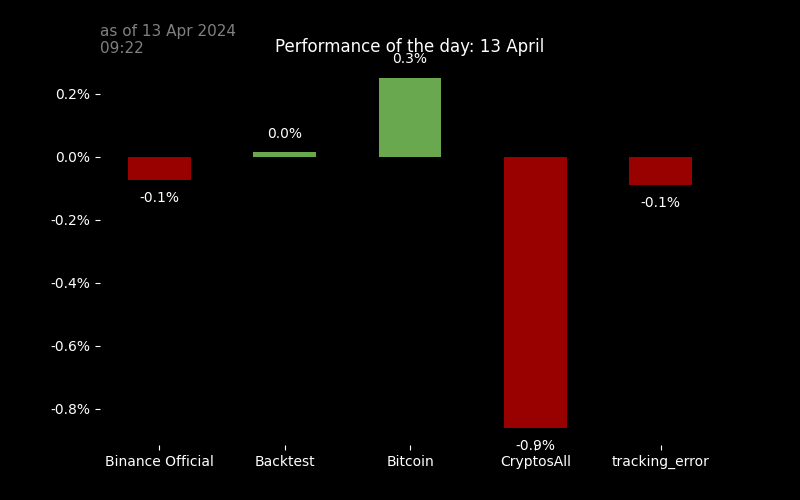 as of 13 Apr 2024
09:22
Performance of the day: 13 April
0.3%
0.2%
0.0%
0.0%
-0.1%
-0.1%
-0.2%
-0.4%
-0.6%
-0.8%
-0.9%
Binance Official
Backtest
Bitcoin
CryptosAll
tracking_error